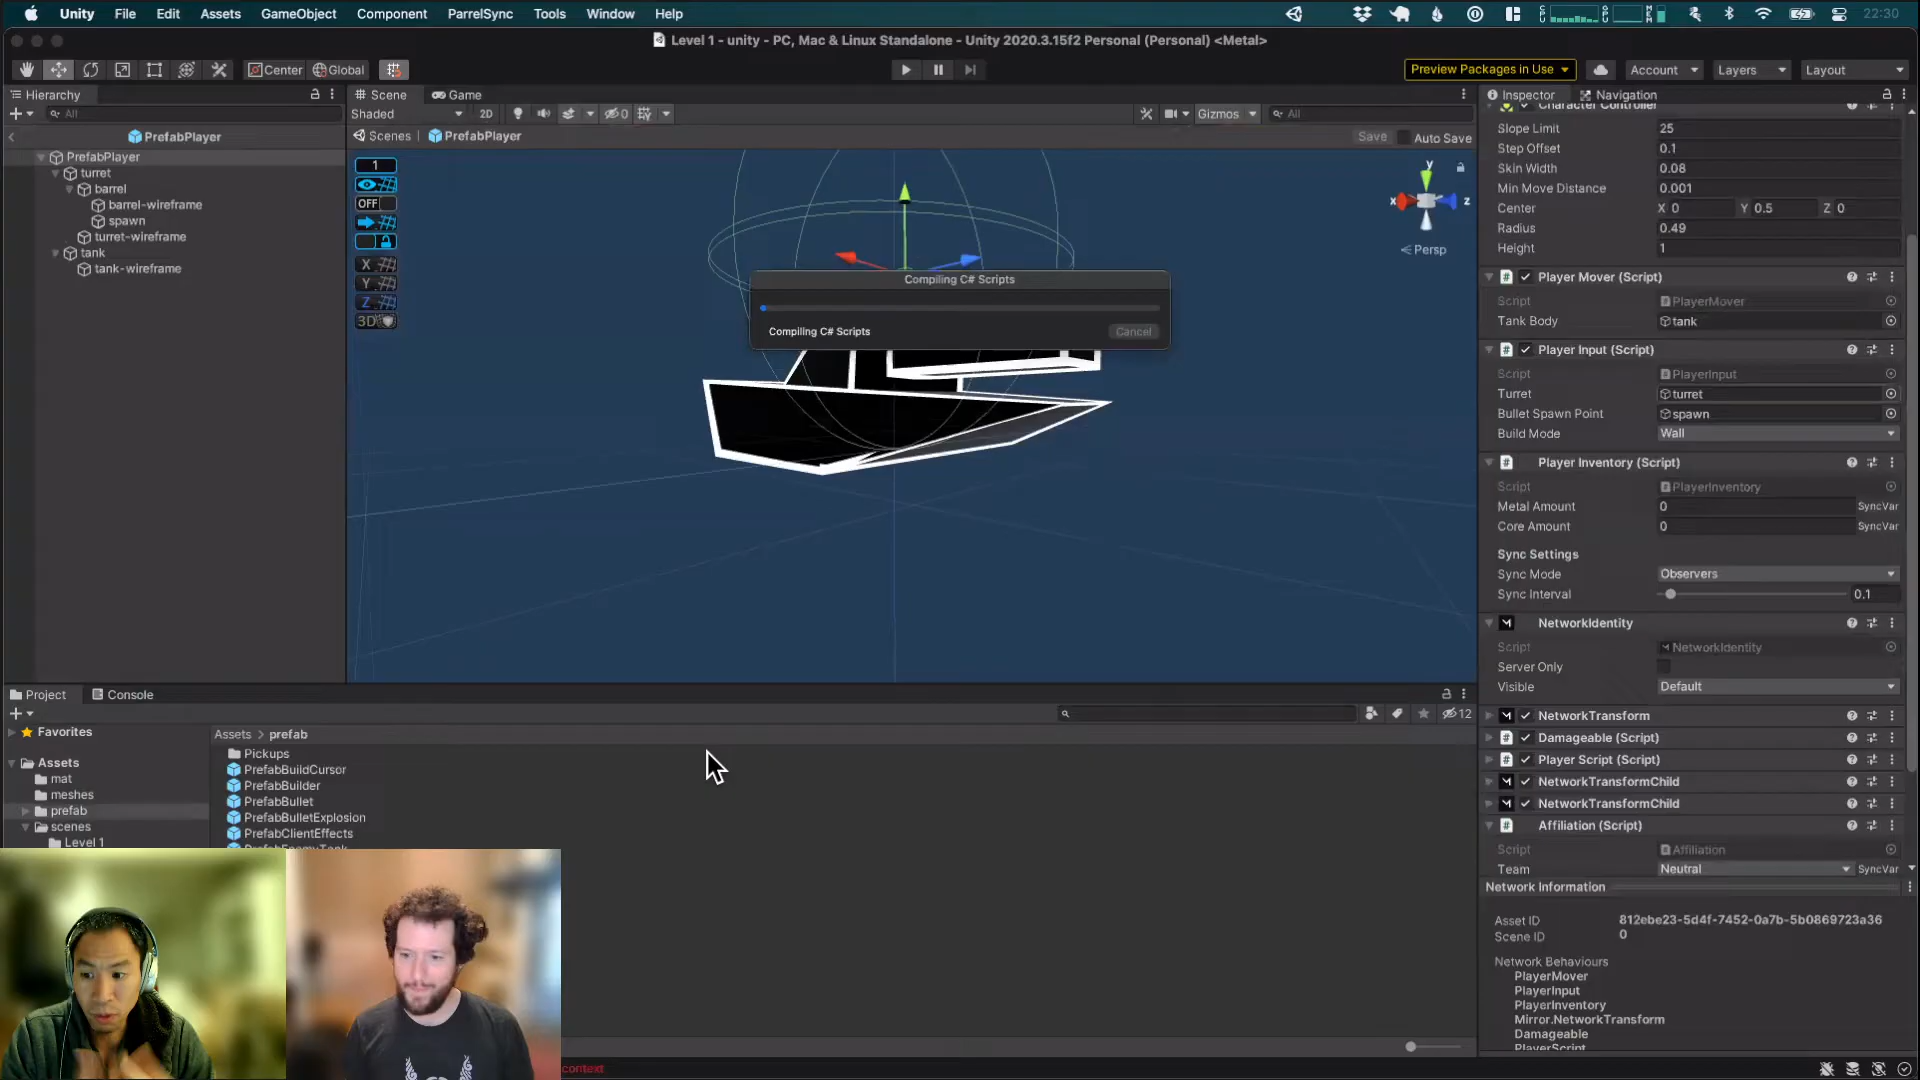 Unity File Edit Assets GameObject Component ParrelSync Tools Window Help 22:30
Level 1 - unity - PC, Mac & Linux Standalone - Unity 2020.3.15f2 Personal (Personal) <Metal>
Center Global Preview Packages in Use Account Layers Layout
Hierarchy
All
PrefabPlayer
PrefabPlayer
turret
barrel
barrel-wireframe
spawn
turret-wireframe
tank
tank-wireframe
Scene Game
Shaded 2D 0 Gizmos All
Scenes PrefabPlayer Save Auto Save
1
OFF
X
Y
Z
3D
y
x z
Persp
Compiling C# Scripts
Compiling C# Scripts
Cancel
Project Console
12
Favorites
Assets
mat
meshes
prefab
scenes
Level 1
Assets > prefab
Pickups
PrefabBuildCursor
PrefabBuilder
PrefabBullet
PrefabBulletExplosion
PrefabClientEffects
PrefabEnemyTank
context
Inspector Navigation
Character Controller
Slope Limit 25
Step Offset 0.1
Skin Width 0.08
Min Move Distance 0.001
Center X 0 Y 0.5 Z 0
Radius 0.49
Height 1
Player Mover (Script)
Script PlayerMover
Tank Body tank
Player Input (Script)
Script PlayerInput
Turret turret
Bullet Spawn Point spawn
Build Mode Wall
Player Inventory (Script)
Script PlayerInventory
Metal Amount 0 SyncVar
Core Amount 0 SyncVar
Sync Settings
Sync Mode Observers
Sync Interval 0.1
NetworkIdentity
Script NetworkIdentity
Server Only
Visible Default
NetworkTransform
Damageable (Script)
Player Script (Script)
NetworkTransformChild
NetworkTransformChild
Affiliation (Script)
Script Affiliation
Team Neutral SyncVar
Network Information
Asset ID 812ebe23-5d4f-7452-0a7b-5b0869723a36
Scene ID 0
Network Behaviours
PlayerMover
PlayerInput
PlayerInventory
Mirror.NetworkTransform
Damageable
PlayerScript